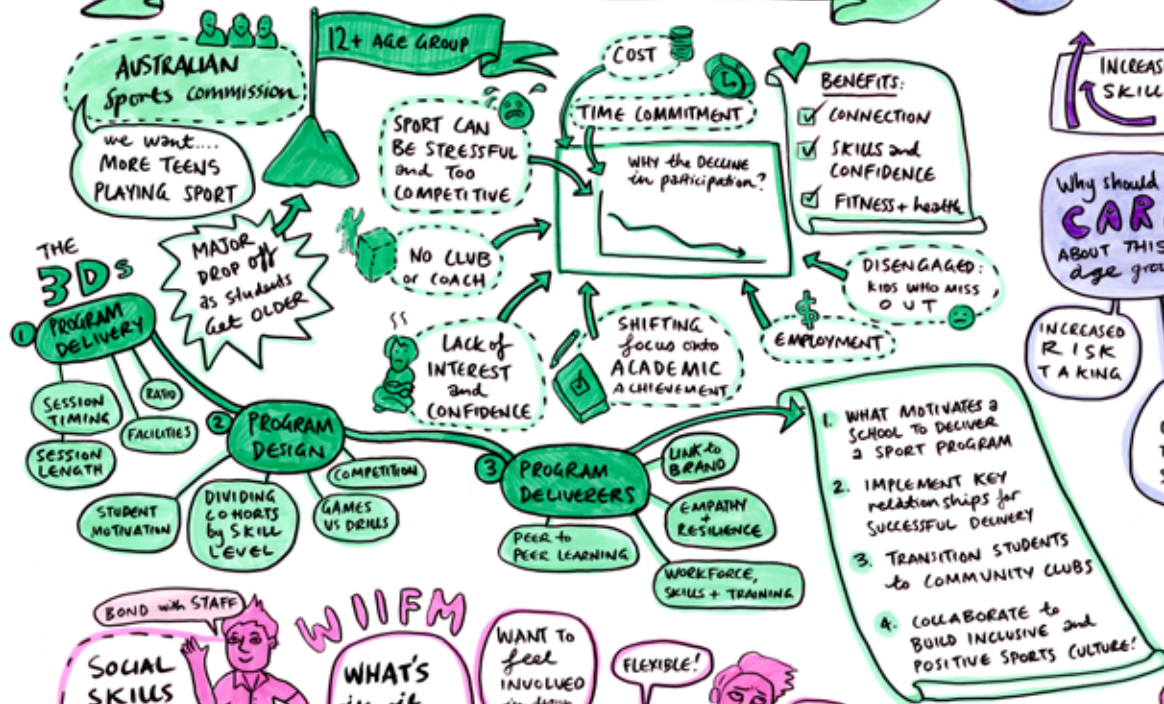 AUSTRALIAN
Sports Commission
we want....
MORE TEENS
PLAYING SPORT
12+ AGE GROUP
MAJOR
DROP off
as students
Get OLDER
SPORT CAN
BE STRESSFUL
and TOO
COMPETITIVE
COST
TIME COMMITMENT
WHY the DECLINE
in participation?
NO CLUB
or COACH
LACK of
INTEREST
and
CONFIDENCE
SHIFTING
focus onto
ACADEMIC
ACHIEVEMENT
EMPLOYMENT
DISENGAGED:
KIDS WHO MISS
OUT
BENEFITS:
CONNECTION
SKILLS and
CONFIDENCE
FITNESS + health
THE
3Ds
1 PROGRAM
DELIVERY
SESSION
TIMING
SESSION
LENGTH
RATIO
FACILITIES
2 PROGRAM
DESIGN
STUDENT
MOTIVATION
DIVIDING
COHORTS
by SKILL
LEVEL
COMPETITION
GAMES
VS DRILLS
3 PROGRAM
DELIVERERS
LINK to
BRAND
EMPATHY
+
RESILIENCE
PEER to
PEER LEARNING
WORKFORCE,
SKILLS + TRAINING
1. WHAT MOTIVATES a
SCHOOL TO DELIVER
a SPORT PROGRAM
2. IMPLEMENT KEY
relationships for
SUCCESSFUL DELIVERY
3. TRANSITION STUDENTS
to COMMUNITY CLUBS
4. COLLABORATE to
BUILD INCLUSIVE and
POSITIVE SPORTS CULTURE!
SKILL
Why should
ABOUT THIS
age
INCREASED
RISK
TAKING
BOND with STAFF
SOCIAL
SKILLS
WIIFM
WHAT'S
WANT TO
feel
INVOLVED
FLEXIBLE!